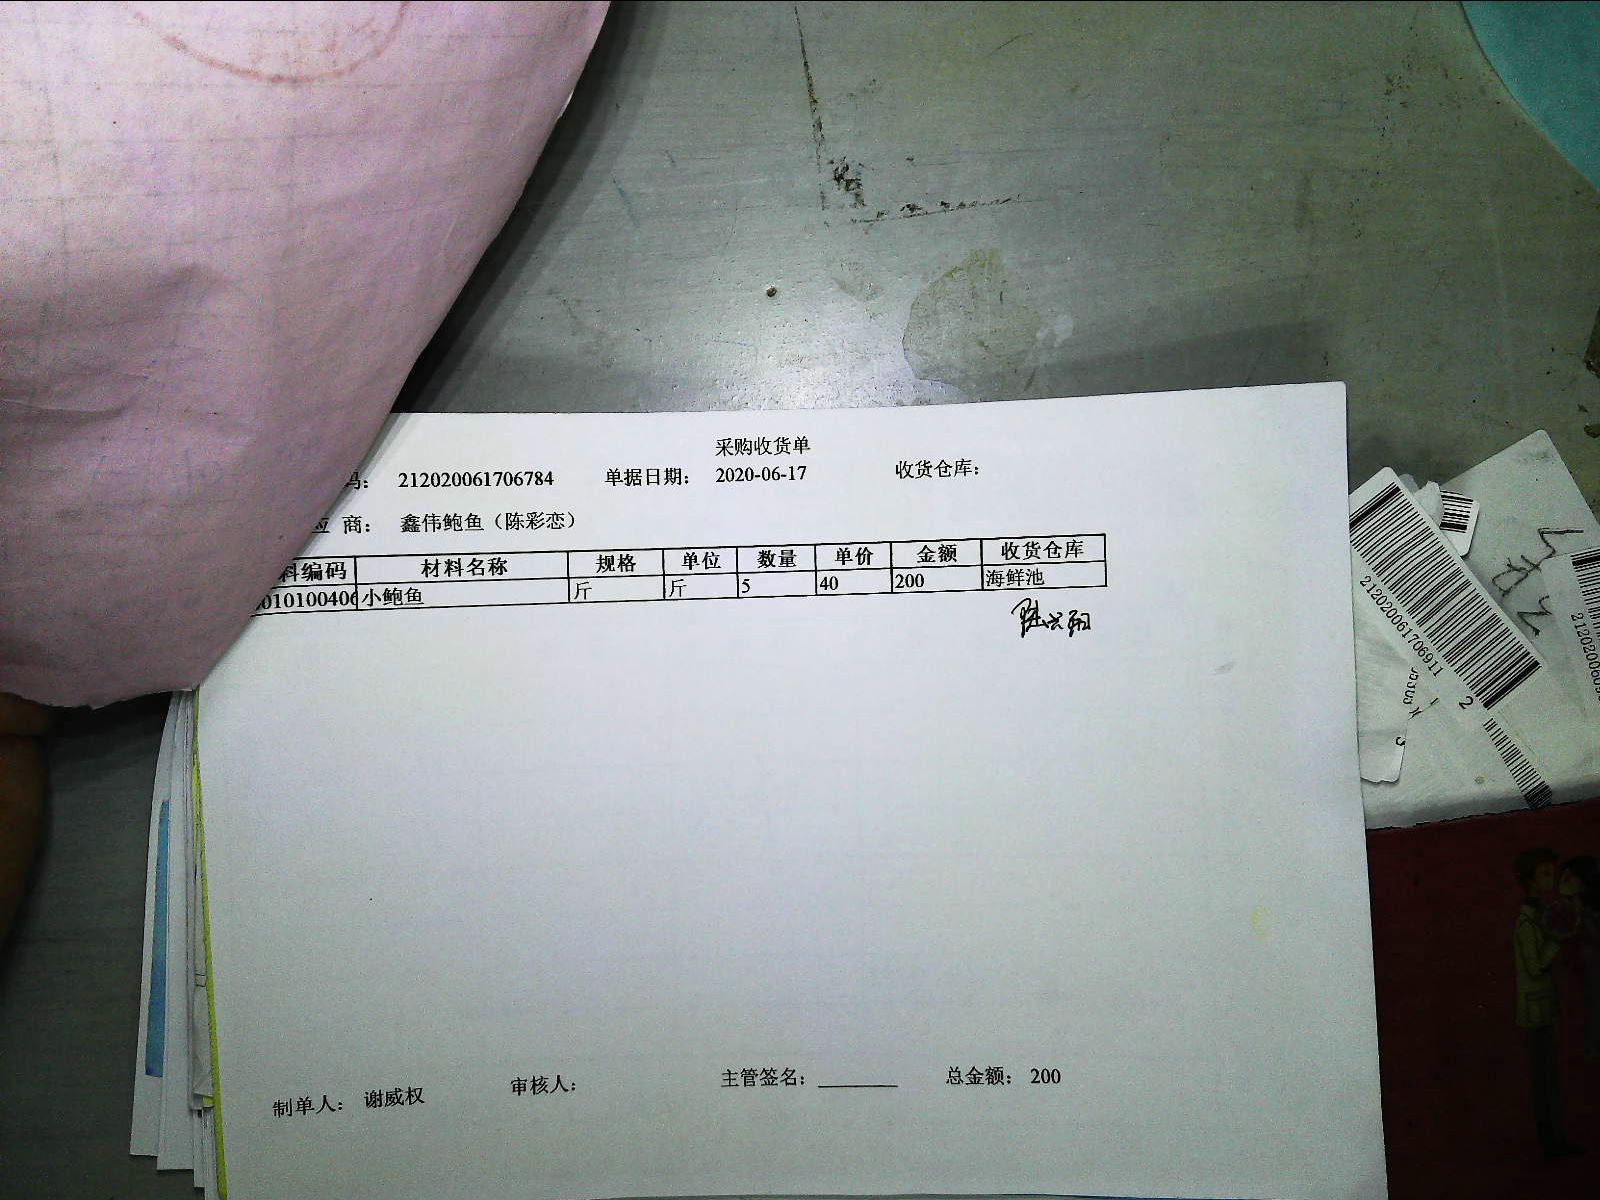 采购收货单
码： 212020061706784 单据日期： 2020-06-17 收货仓库：
应 商： 鑫伟鲍鱼（陈彩恋）
料编码 材料名称 规格 单位 数量 单价 金额 收货仓库
010100406 小鲍鱼 斤 斤 5 40 200 海鲜池
制单人： 谢威权 审核人： 主管签名： 总金额： 200
212020061706911
2